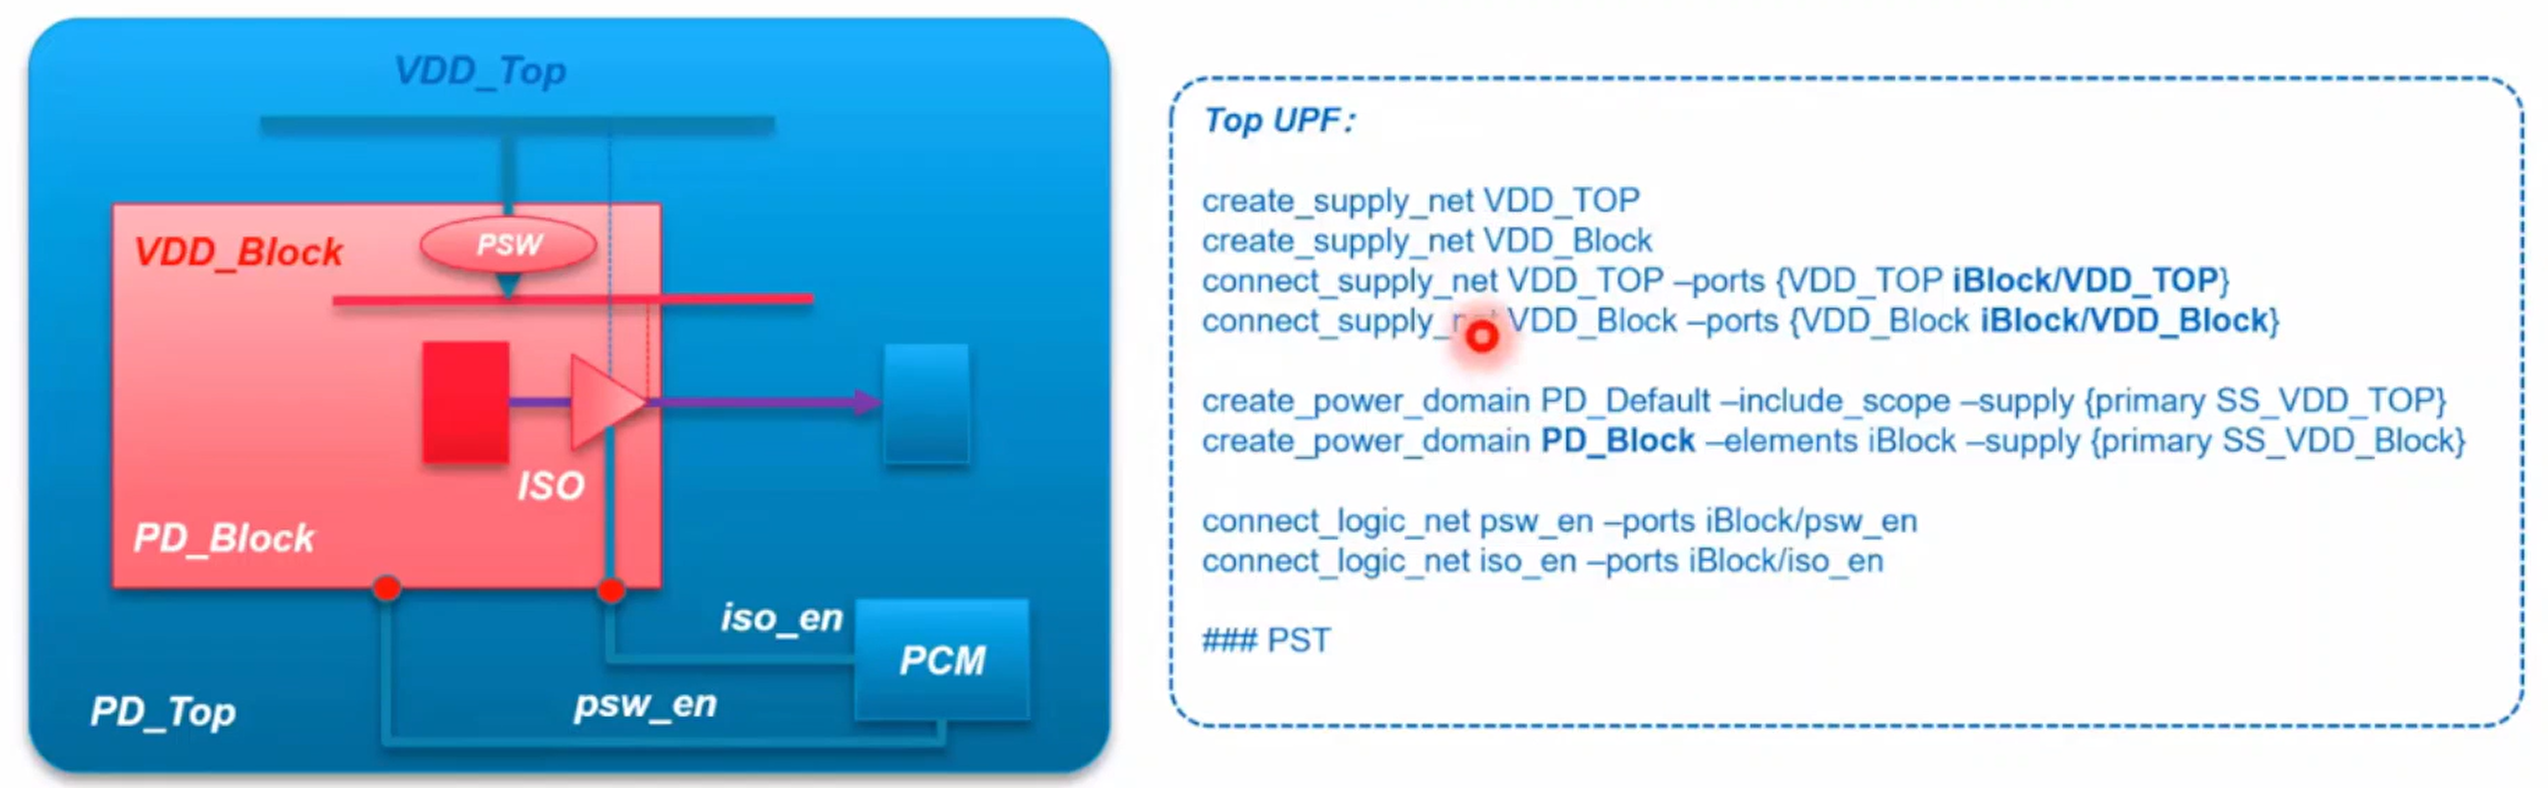 VDD_Top
PSW
VDD_Block
ISO
PD_Block
iso_en
PCM
psw_en
PD_Top
Top UPF:
create_supply_net VDD_TOP
create_supply_net VDD_Block
connect_supply_net VDD_TOP –ports {VDD_TOP iBlock/VDD_TOP}
connect_supply_net VDD_Block –ports {VDD_Block iBlock/VDD_Block}
create_power_domain PD_Default –include_scope –supply {primary SS_VDD_TOP}
create_power_domain PD_Block –elements iBlock –supply {primary SS_VDD_Block}
connect_logic_net psw_en –ports iBlock/psw_en
connect_logic_net iso_en –ports iBlock/iso_en
### PST